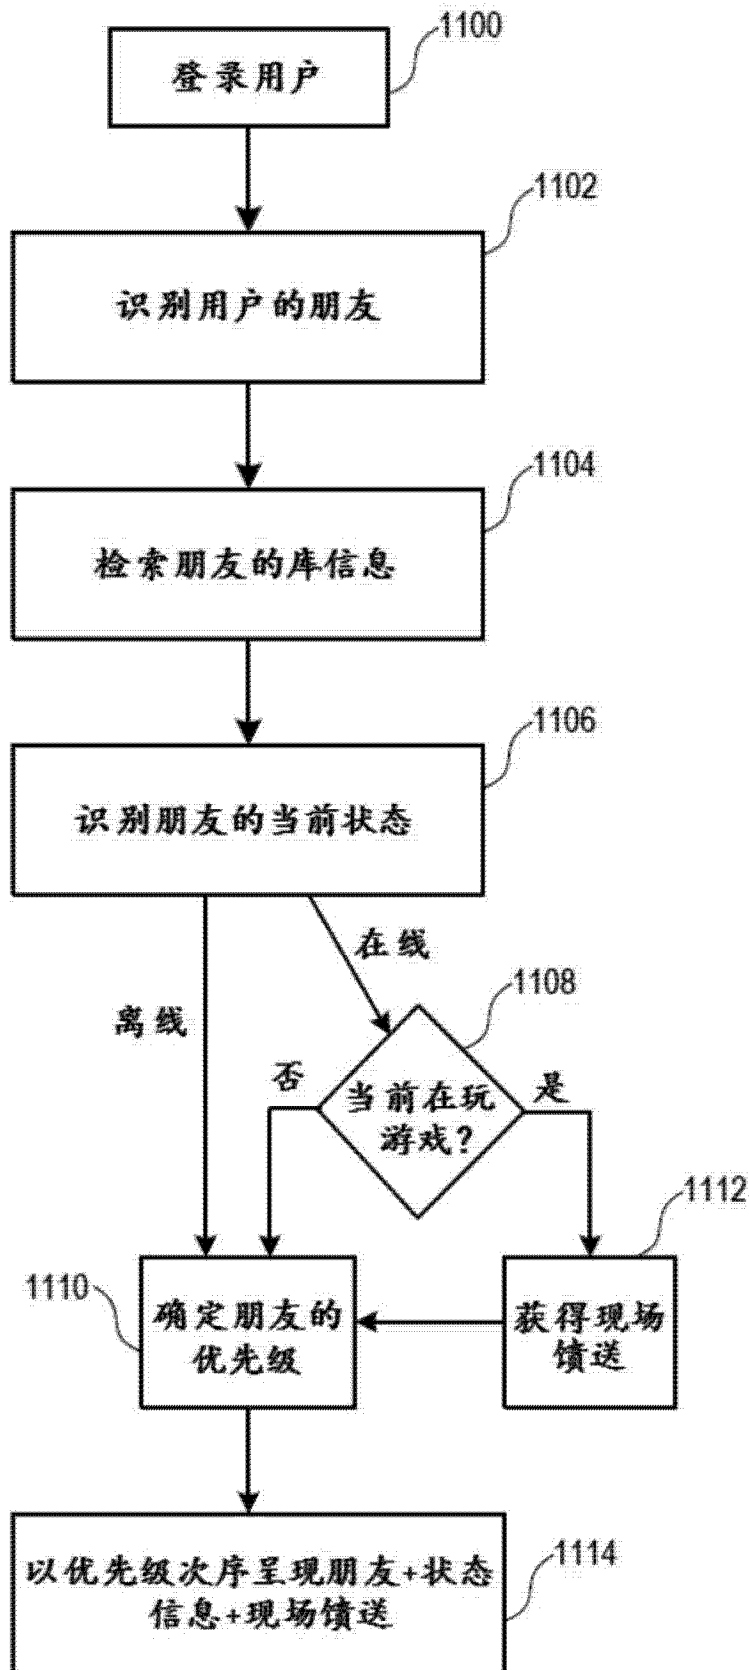 1100
登录用户
1102
识别用户的朋友
1104
检索朋友的库信息
1106
识别朋友的当前状态
在线
离线
1108
否
当前在玩
游戏？
是
1112
1110
确定朋友的
优先级
获得现场
馈送
1114
以优先级次序呈现朋友+状态
信息+现场馈送